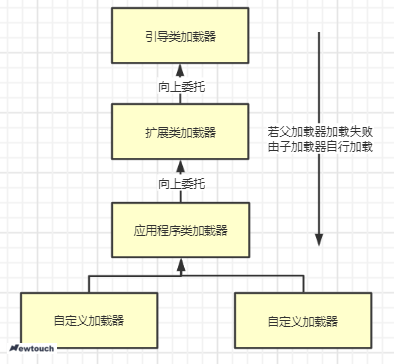 引导类加载器
向上委托
扩展类加载器
若父加载器加载失败
由子加载器自行加载
向上委托
应用程序类加载器
自定义加载器
自定义加载器
Newtouch